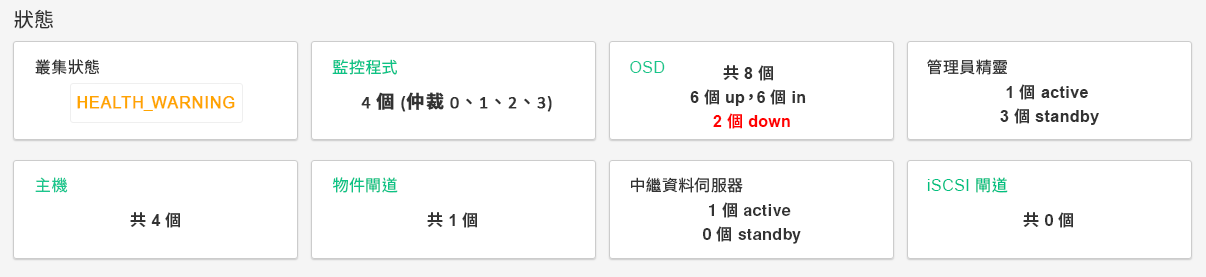 狀態
叢集狀態
HEALTH_WARNING
監控程式
4 個 (仲裁 0、1、2、3)
OSD
共 8 個
6 個 up，6 個 in
2 個 down
管理員精靈
1 個 active
3 個 standby
主機
共 4 個
物件閘道
共 1 個
中繼資料伺服器
1 個 active
0 個 standby
iSCSI 閘道
共 0 個